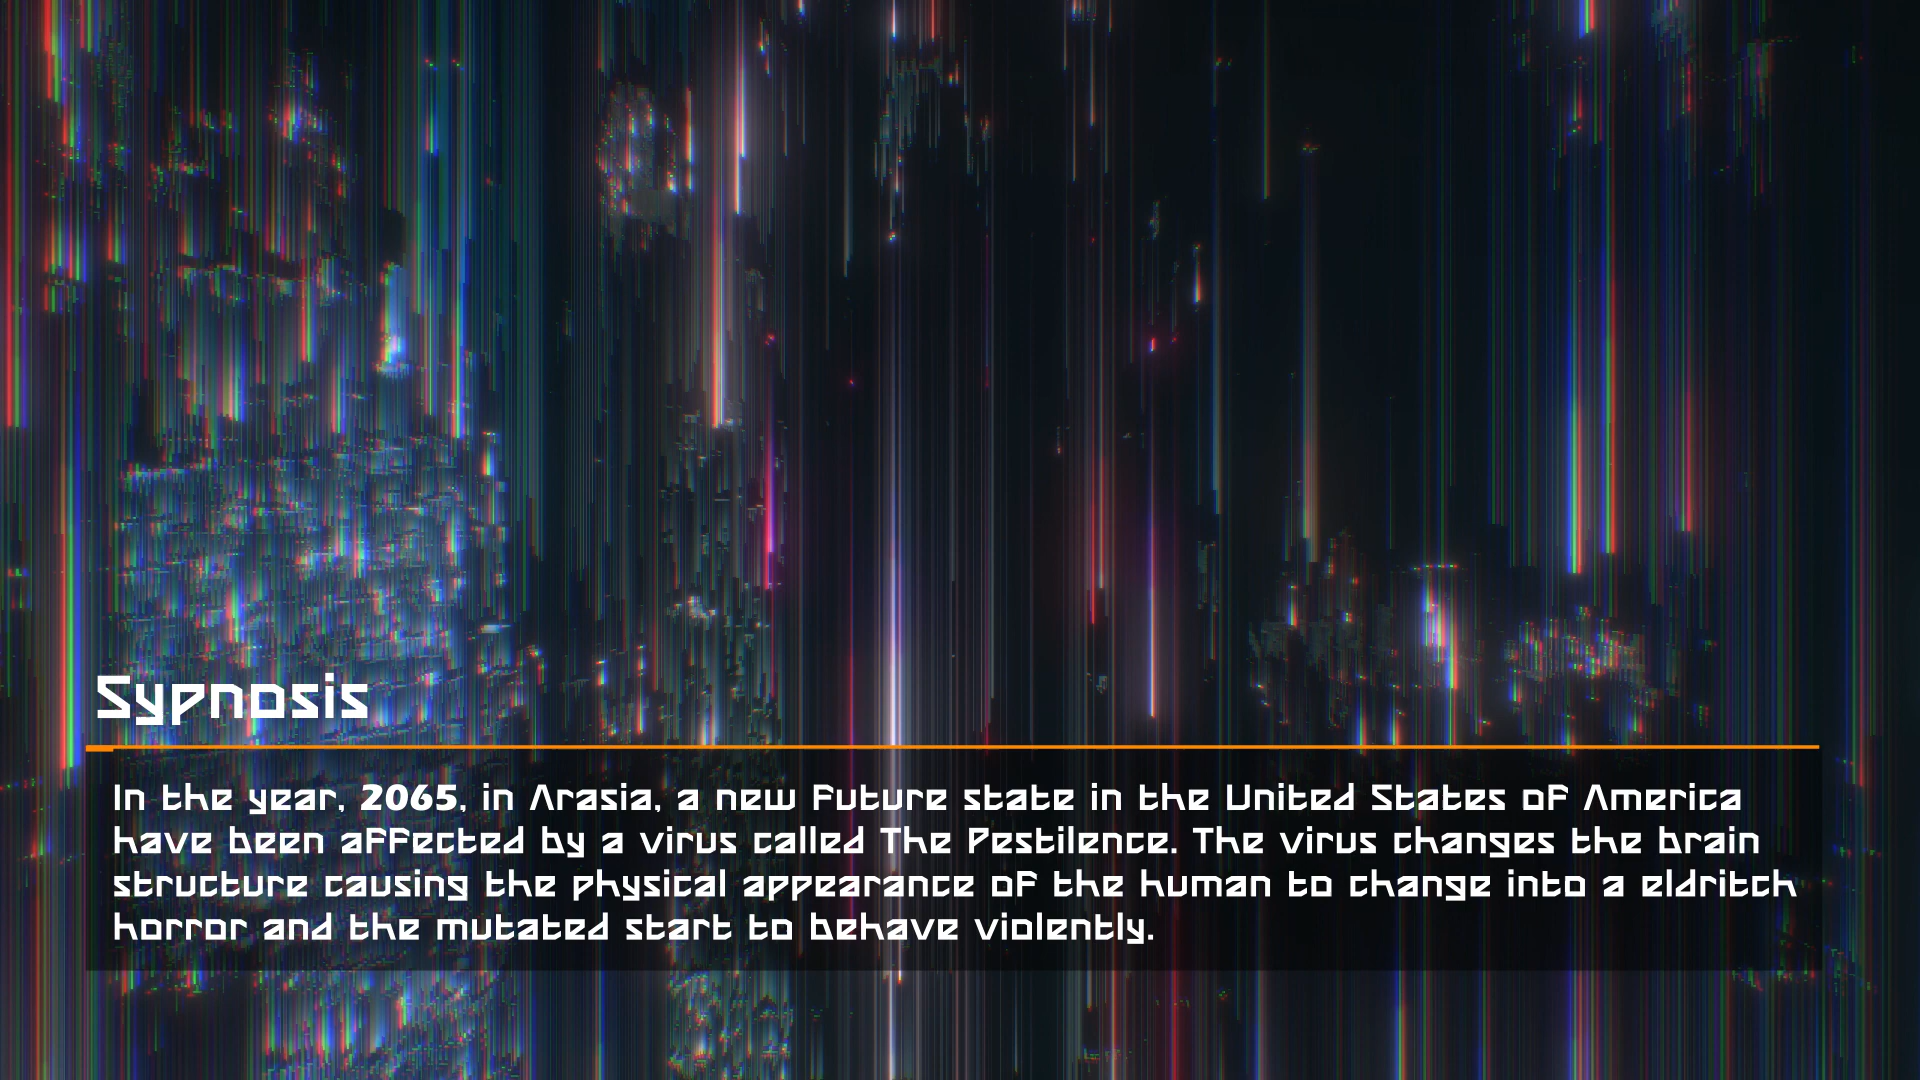 Sypnosis
In the year, 2065, in Arasia, a new future state in the United States of America
have been affected by a virus called The Pestilence. The virus changes the brain
structure causing the physical appearance of the human to change into a eldritch
horror and the mutated start to behave violently.